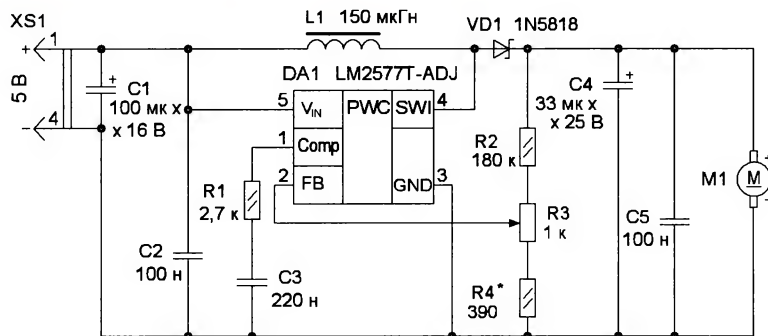 L1 150 мкГн
VD1 1N5818
XS1
1
+
5 В
4
−
C1
100 мк х
х 16 В
DA1 LM2577T-ADJ
5
VIN
PWC
SWI
4
1
Comp
2
FB
GND
3
R1
2,7 к
C2
100 н
C3
220 н
R2
180 к
R3
1 к
R4*
390
+
C4
33 мк х
х 25 В
C5
100 н
M1
M
+
−
+